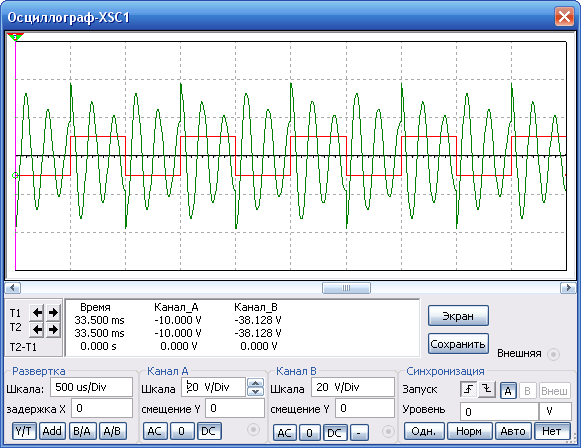 Осциллограф-XSC1
T1
T2
T2-T1
Время Канал_A Канал_B
33.500 ms -10.000 V -38.128 V
33.500 ms -10.000 V -38.128 V
0.000 s 0.000 V 0.000 V
Экран
Сохранить
Внешняя
Развертка
Шкала: 500 us/Div
задержка X 0
Y/T Add B/A A/B
Канал A
Шкала 20 V/Div
смещение Y 0
AC 0 DC
Канал B
Шкала 20 V/Div
смещение Y 0
AC 0 DC -
Синхронизация
Запуск A B Внеш
Уровень 0 V
Одн. Норм Авто Нет